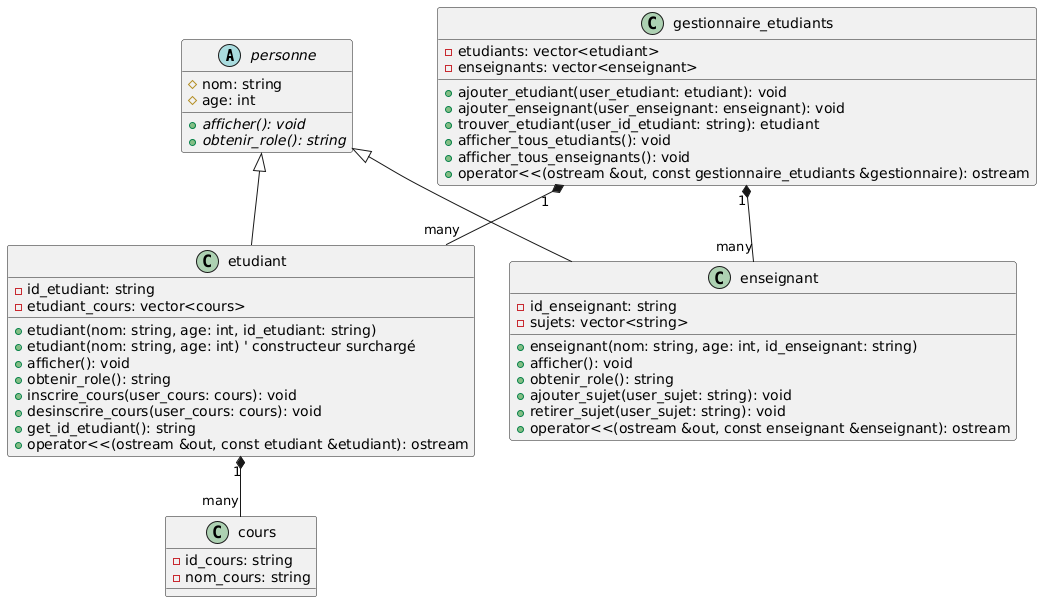 personne
nom: string
age: int
afficher(): void
obtenir_role(): string
gestionnaire_etudiants
etudiants: vector<etudiant>
enseignants: vector<enseignant>
ajouter_etudiant(user_etudiant: etudiant): void
ajouter_enseignant(user_enseignant: enseignant): void
trouver_etudiant(user_id_etudiant: string): etudiant
afficher_tous_etudiants(): void
afficher_tous_enseignants(): void
operator<<(ostream &out, const gestionnaire_etudiants &gestionnaire): ostream
1
1
many
many
etudiant
id_etudiant: string
etudiant_cours: vector<cours>
etudiant(nom: string, age: int, id_etudiant: string)
etudiant(nom: string, age: int) ' constructeur surchargé
afficher(): void
obtenir_role(): string
inscrire_cours(user_cours: cours): void
desinscrire_cours(user_cours: cours): void
get_id_etudiant(): string
operator<<(ostream &out, const etudiant &etudiant): ostream
enseignant
id_enseignant: string
sujets: vector<string>
enseignant(nom: string, age: int, id_enseignant: string)
afficher(): void
obtenir_role(): string
ajouter_sujet(user_sujet: string): void
retirer_sujet(user_sujet: string): void
operator<<(ostream &out, const enseignant &enseignant): ostream
1
many
cours
id_cours: string
nom_cours: string
A
C
C
C
C